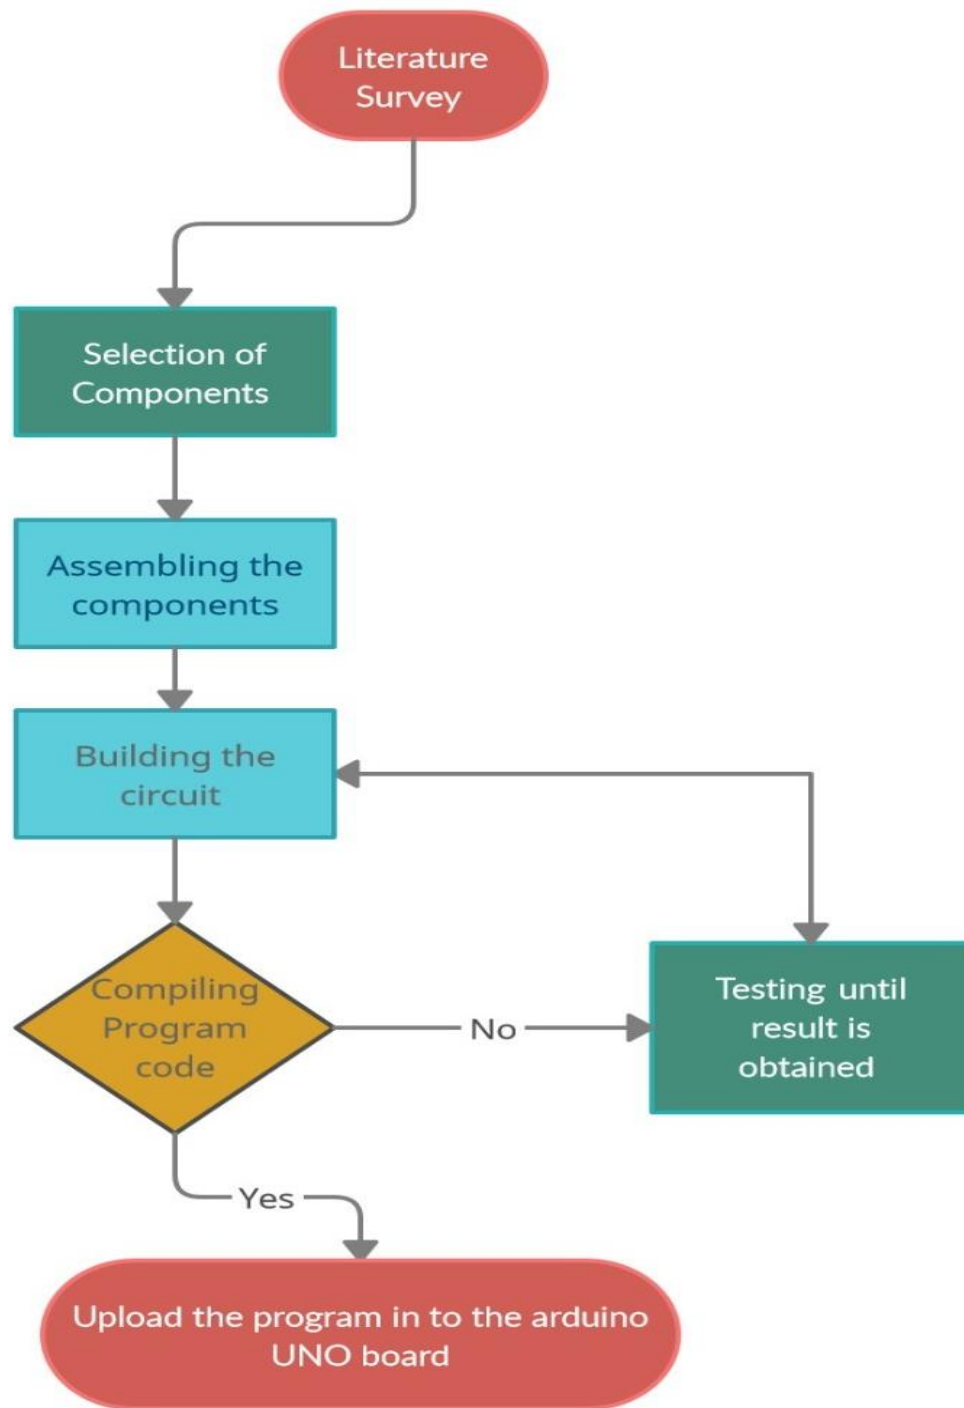 Literature
Survey
Selection of
Components
Assembling the
components
Building the
circuit
Compiling
Program
code
No
Testing until
result is
obtained
Yes
Upload the program in to the arduino
UNO board